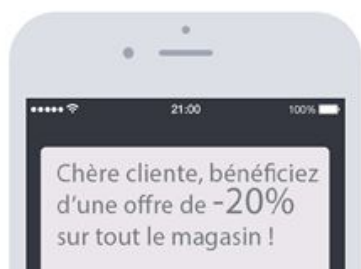 21:00
100%
Chère cliente, bénéficiez
d'une offre de -20%
sur tout le magasin !